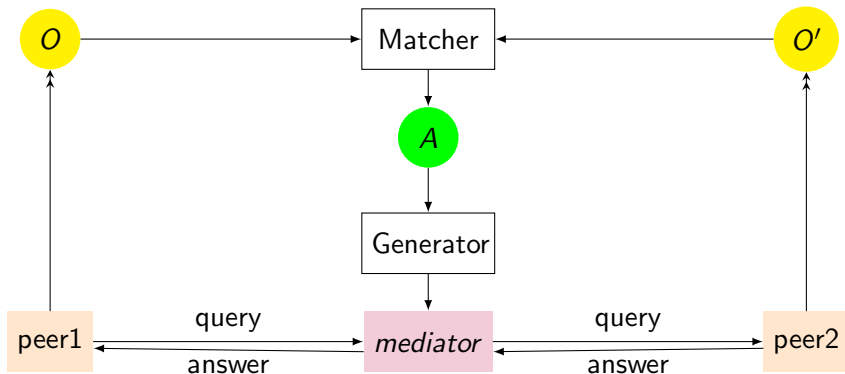 O
Matcher
O′
A
Generator
query
query
peer1
mediator
peer2
answer
answer